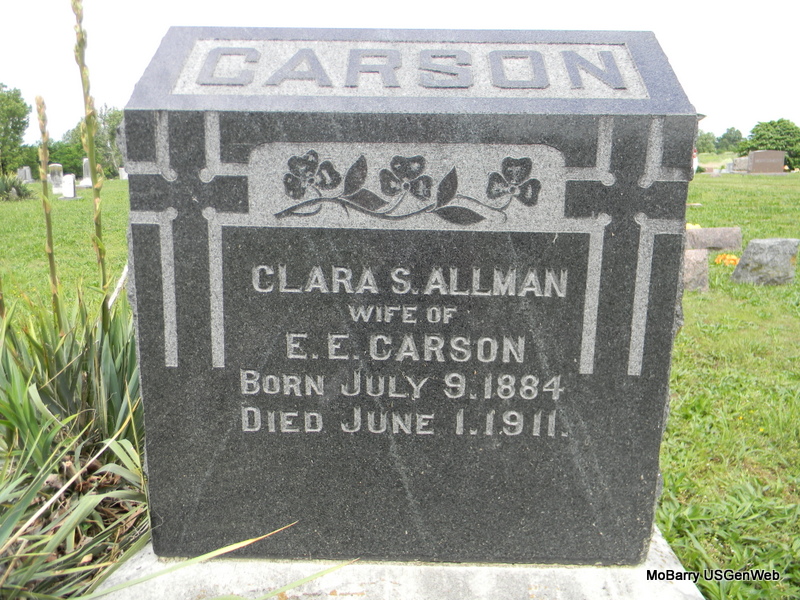 CARSON
CLARA S. ALLMAN
WIFE OF
E. E. CARSON
BORN JULY 9. 1884
DIED JUNE 1. 1911.
MoBarry USGenWeb